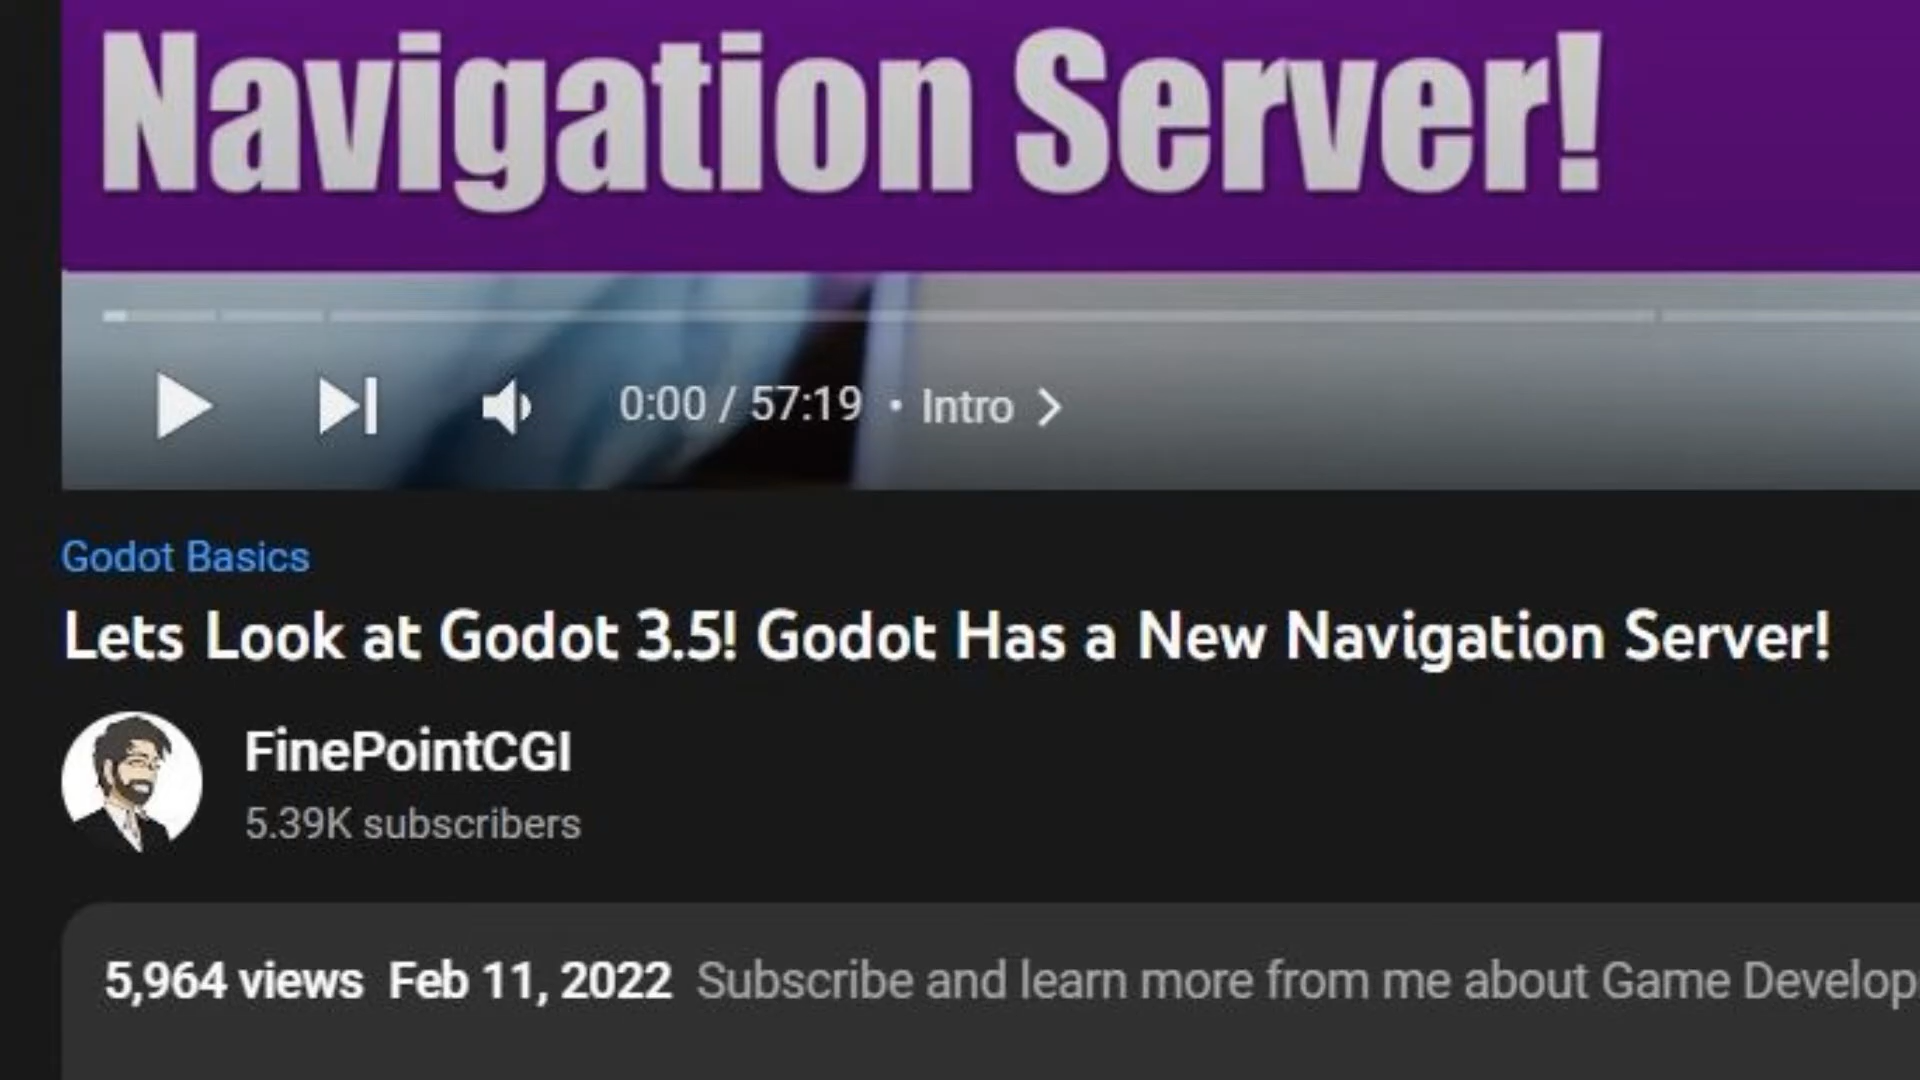 Navigation Server!
0:00 / 57:19 • Intro
Godot Basics
Lets Look at Godot 3.5! Godot Has a New Navigation Server!
FinePointCGI
5.39K subscribers
5,964 views Feb 11, 2022 Subscribe and learn more from me about Game Develop